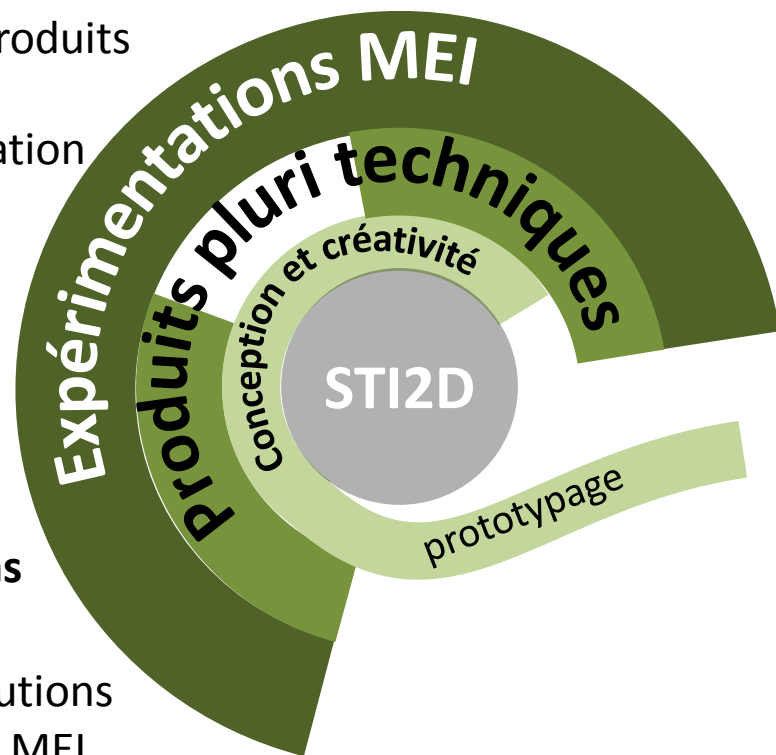 roduits
ation
Expérimentations MEI
Produits pluri techniques
Conception et créativité
STI2D
prototypage
utions
MEI